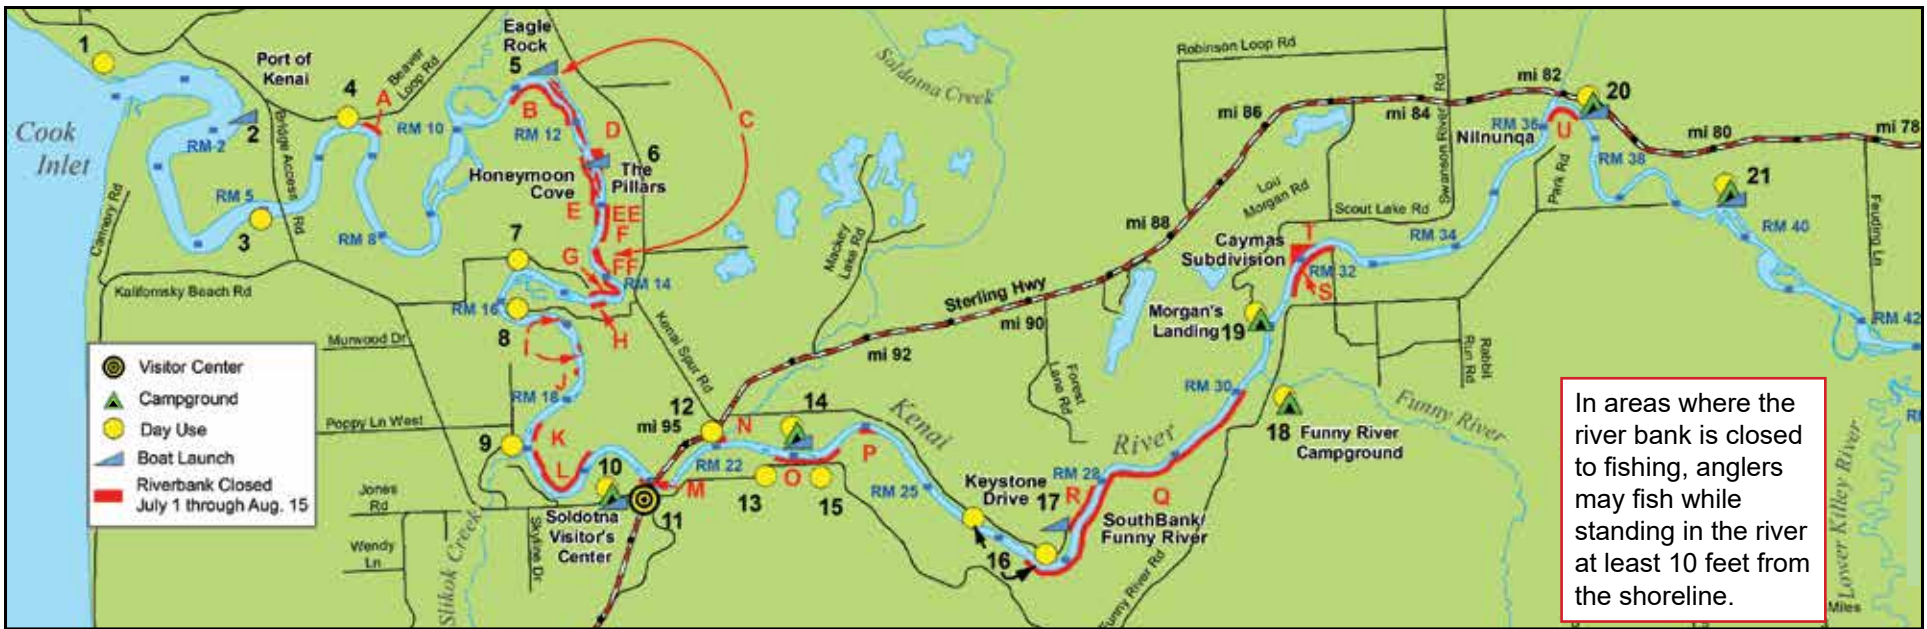 Cook
Inlet
1
Port of
Kenai
2
RM-2
Bridge Access
Rd
3
RM 5
4
A
Beaver
Loop Rd
RM 8
RM 10
Eagle
Rock
5
B
RM 12
C
D
6
The
Pillars
Honeymoon
Cove
E
EE
F
FF
G
H
RM 14
7
RM 16
8
I
J
Cannery Rd
Kalifornsky Beach Rd
Murwood Dr
Visitor Center
Campground
Day Use
Boat Launch
Riverbank Closed
July 1 through Aug. 15
RM 18
Poppy Ln West
9
K
L
10
Jones
Rd
Wendy
Ln
Slikok Creek
Skyline Dr
Soldotna
Visitor's
Center
11
M
Kenai Spur Rd
12
mi 95
N
RM 22
13
14
O
15
P
Soldotna
Creek
Mackey
Lake Rd
Sterling Hwy
mi 92
mi 90
mi 88
mi 86
mi 84
mi 82
mi 80
mi 78
Forest
Lane Rd
Kenai
River
RM 25
Keystone
Drive
16
17
RM 28
R
Q
SouthBank/
Funny River
Funny River Rd
RM 30
18
Funny River
Campground
Funny River
Morgan's
Landing
19
Caymas
Subdivision
T
RM 32
S
Lou
Morgan Rd
Scout Lake Rd
Robinson Loop Rd
Swanson River Rd
RM 34
Rabbit
Run Rd
RM 36
Nilnunqa
Park Rd
U
20
RM 38
21
RM 40
Feuding Ln
RM 42
Lower Killey River
Miles
In areas where the
river bank is closed
to fishing, anglers
may fish while
standing in the river
at least 10 feet from
the shoreline.